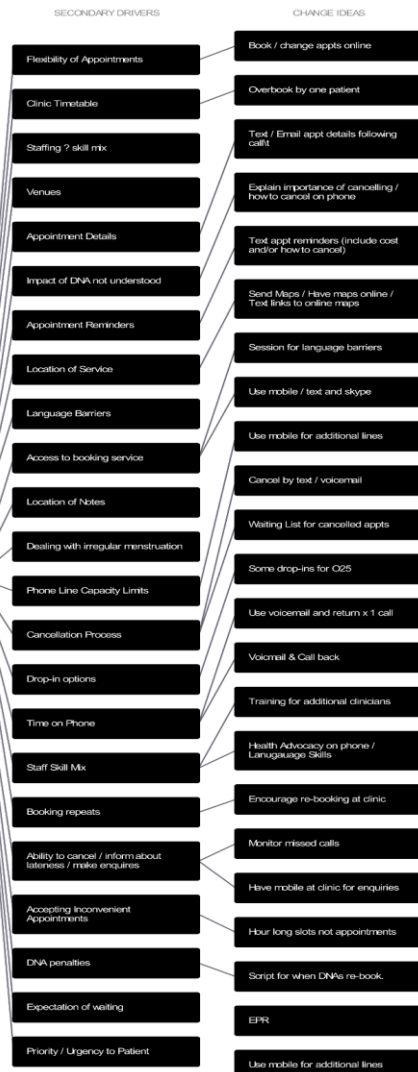 SECONDARY DRIVERS
Flexibility of Appointments
Clinic Timetable
Staffing ? skill mix
Venues
Appointment Details
Impact of DNA not understood
Appointment Reminders
Location of Service
Language Barriers
Access to booking service
Location of Notes
Dealing with irregular menstruation
Phone Line Capacity Limits
Cancellation Process
Drop-in options
Time on Phone
Staff Skill Mix
Booking repeats
Ability to cancel / inform about
lateness / make enquires
Accepting Inconvenient
Appointments
DNA penalties
Expectation of waiting
Priority / Urgency to Patient
CHANGE IDEAS
Book / change appts online
Overbook by one patient
Text / Email appt details following
call\t
Explain importance of cancelling /
how to cancel on phone
Text appt reminders (include cost
and/or how to cancel)
Send Maps / Have maps online /
Text links to online maps
Session for language barriers
Use mobile / text and skype
Use mobile for additional lines
Cancel by text / voicemail
Waiting List for cancelled appts
Some drop-ins for O25
Use voicemail and return x 1 call
Voicmail & Call back
Training for additional clinicians
Health Advocacy on phone /
Lanugauage Skills
Encourage re-booking at clinic
Monitor missed calls
Have mobile at clinic for enquiries
Hour long slots not appointments
Script for when DNAs re-book.
EPR
Use mobile for additional lines